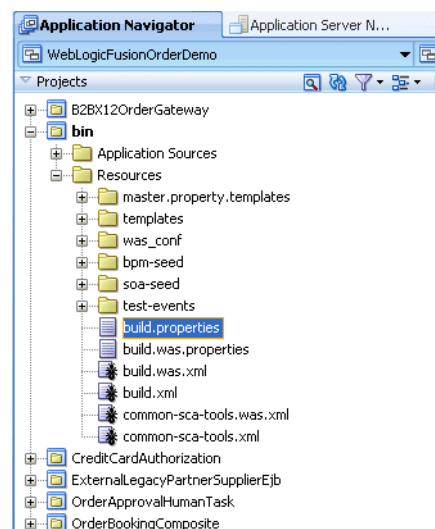 Application Navigator Application Server N...
WebLogicFusionOrderDemo
Projects
B2BX12OrderGateway
bin
Application Sources
Resources
master.property.templates
templates
was_conf
bpm-seed
soa-seed
test-events
build.properties
build.was.properties
build.was.xml
build.xml
common-sca-tools.was.xml
common-sca-tools.xml
CreditCardAuthorization
ExternalLegacyPartnerSupplierEjb
OrderApprovalHumanTask
OrderBookingComposite